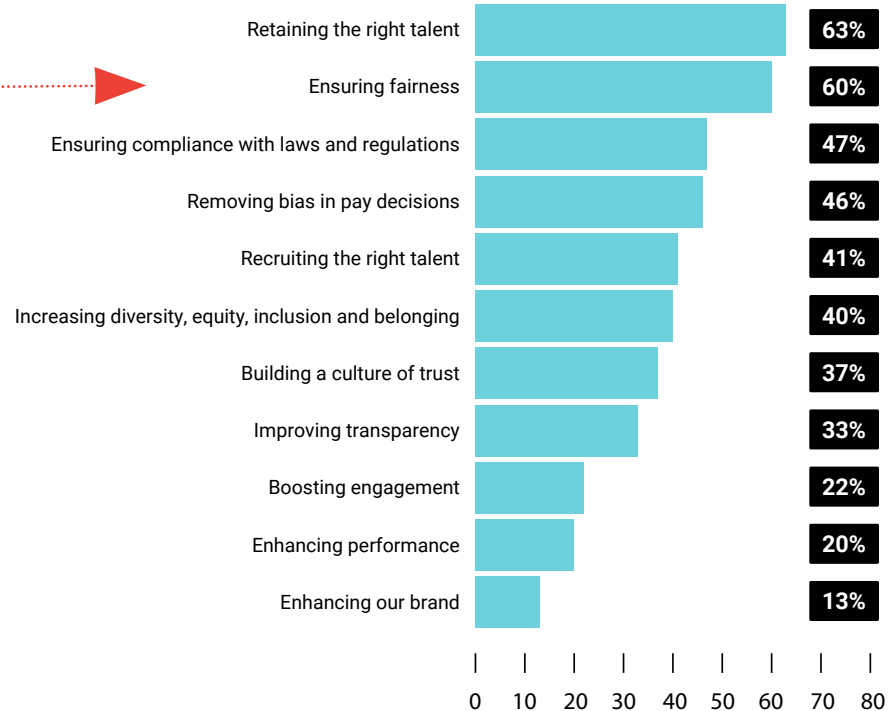 Retaining the right talent 63%
Ensuring fairness 60%
Ensuring compliance with laws and regulations 47%
Removing bias in pay decisions 46%
Recruiting the right talent 41%
Increasing diversity, equity, inclusion and belonging 40%
Building a culture of trust 37%
Improving transparency 33%
Boosting engagement 22%
Enhancing performance 20%
Enhancing our brand 13%
0 10 20 30 40 50 60 70 80